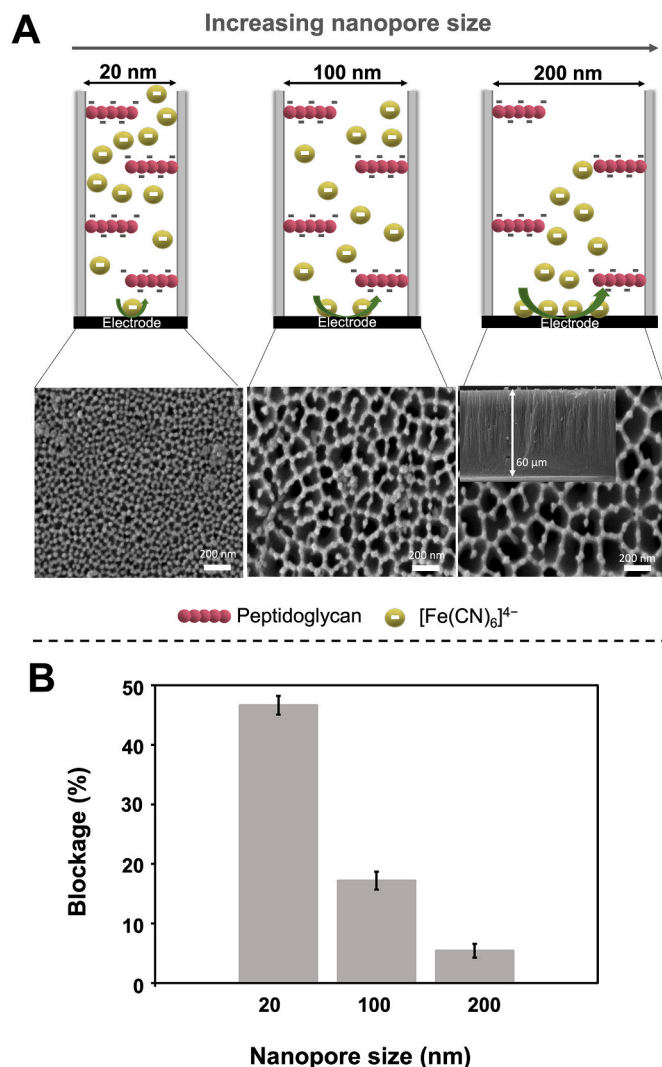 A
Increasing nanopore size
20 nm
100 nm
200 nm
Electrode
Electrode
Electrode
60 μm
200 nm
200 nm
200 nm
Peptidoglycan
[Fe(CN)₆]⁴⁻
B
50
40
30
20
10
0
Blockage (%)
20
100
200
Nanopore size (nm)